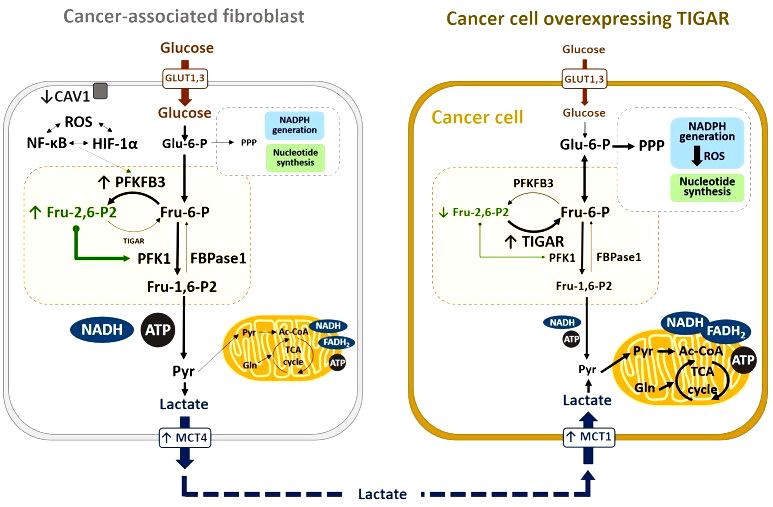 Cancer-associated fibroblast
Glucose
GLUT1,3
↓CAV1
Glucose
ROS
NF-κB
HIF-1α
Glu-6-P
PPP
NADPH
generation
Nucleotide
synthesis
↑ PFKFB3
↑ Fru-2,6-P2
Fru-6-P
TIGAR
PFK1
FBPase1
Fru-1,6-P2
NADH
ATP
Pyr
Ac-CoA
NADH
FADH2
ATP
TCA
cycle
Gln
Pyr
Lactate
↑ MCT4
Lactate
Cancer cell overexpressing TIGAR
Glucose
GLUT1,3
Cancer cell
Glucose
Glu-6-P
PPP
NADPH
generation
ROS
Nucleotide
synthesis
PFKFB3
↓ Fru-2,6-P2
Fru-6-P
↑ TIGAR
PFK1
FBPase1
Fru-1,6-P2
NADH
ATP
NADH
FADH2
ATP
Pyr
Ac-CoA
TCA
cycle
Gln
Pyr
Lactate
↑ MCT1